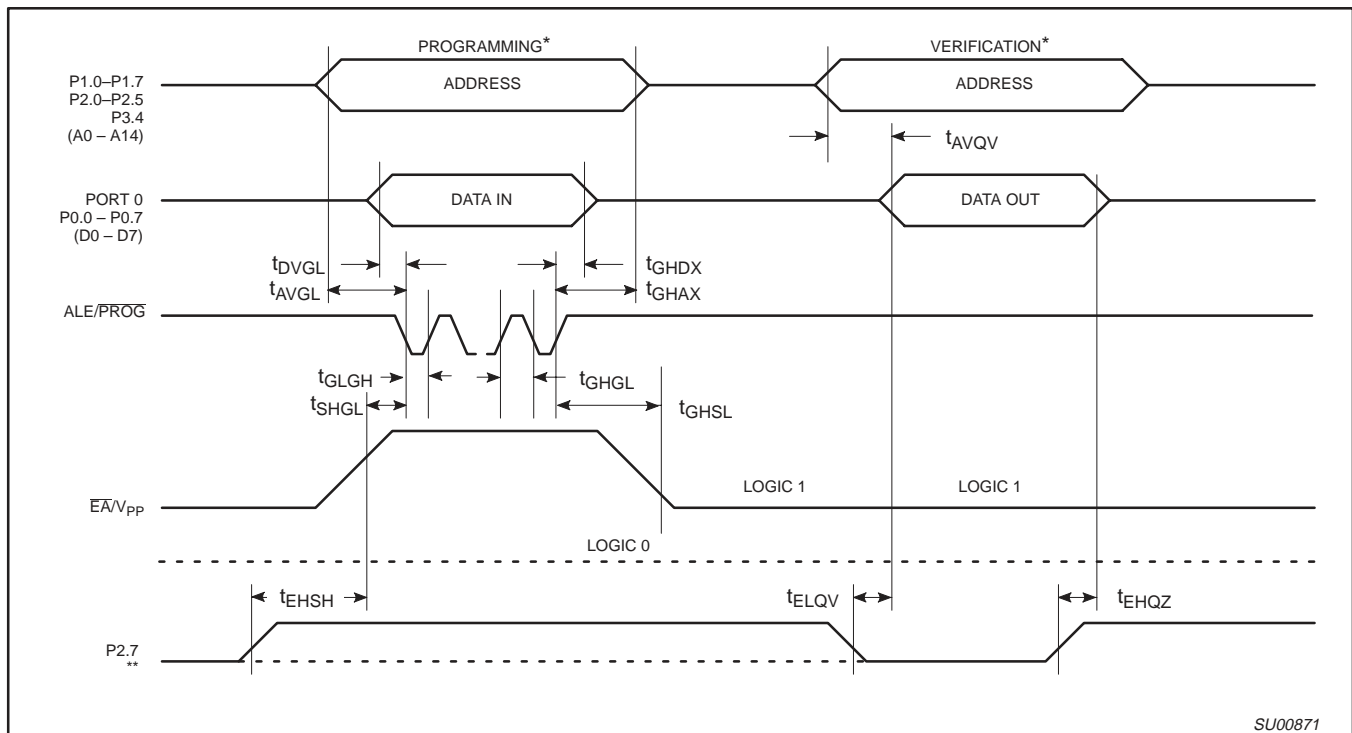 PROGRAMMING*
VERIFICATION*
P1.0–P1.7
P2.0–P2.5
P3.4
(A0 – A14)
ADDRESS
ADDRESS
tAVQV
PORT 0
P0.0 – P0.7
(D0 – D7)
DATA IN
DATA OUT
tDVGL
tGHDX
tAVGL
tGHAX
ALE/PROG
tGLGH
tGHGL
tSHGL
tGHSL
EA/VPP
LOGIC 1
LOGIC 1
LOGIC 0
tEHSH
tELQV
tEHQZ
P2.7
**
SU00871